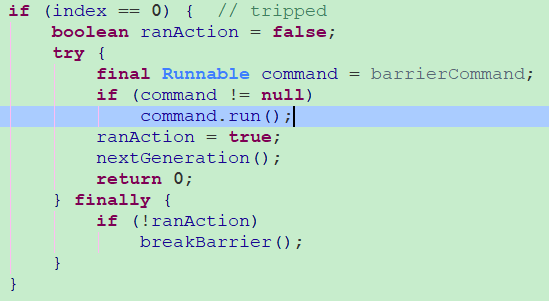 if (index == 0) {  // tripped
    boolean ranAction = false;
    try {
        final Runnable command = barrierCommand;
        if (command != null)
            command.run();
        ranAction = true;
        nextGeneration();
        return 0;
    } finally {
        if (!ranAction)
            breakBarrier();
    }
}